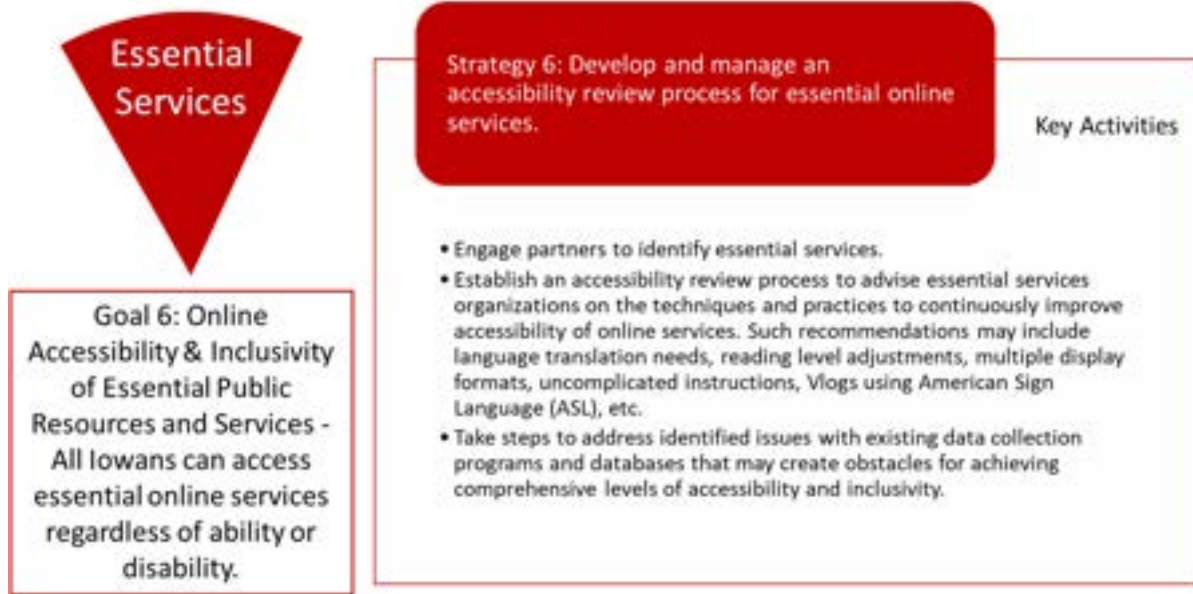 Essential
Services
Goal 6: Online
Accessibility & Inclusivity
of Essential Public
Resources and Services -
All Iowans can access
essential online services
regardless of ability or
disability.
Strategy 6: Develop and manage an
accessibility review process for essential online
services.
Key Activities
• Engage partners to identify essential services.
• Establish an accessibility review process to advise essential services
organizations on the techniques and practices to continuously improve
accessibility of online services. Such recommendations may include
language translation needs, reading level adjustments, multiple display
formats, uncomplicated instructions, Vlogs using American Sign
Language (ASL), etc.
• Take steps to address identified issues with existing data collection
programs and databases that may create obstacles for achieving
comprehensive levels of accessibility and inclusivity.